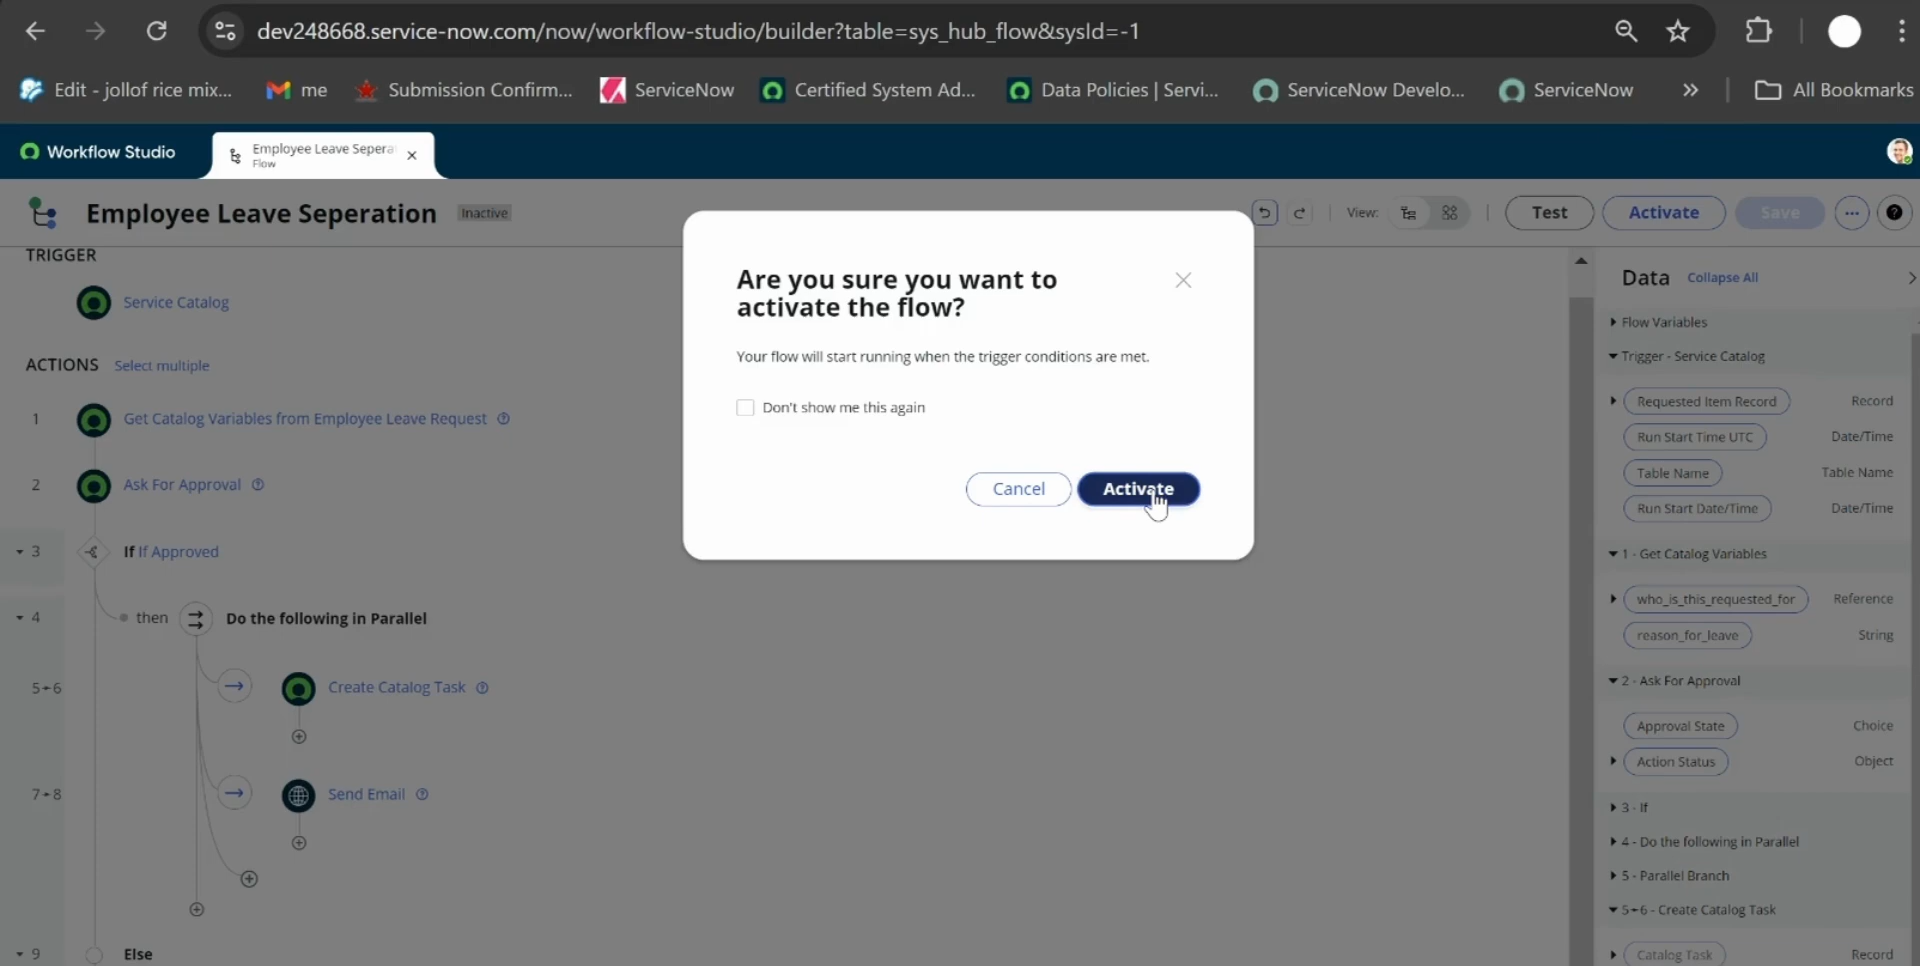 dev248668.service-now.com/now/workflow-studio/builder?table=sys_hub_flow&sysId=-1
Edit - jollof rice mix... me Submission Confirm... ServiceNow Certified System Ad... Data Policies | Servi... ServiceNow Develo... ServiceNow » All Bookmarks
Workflow Studio
Employee Leave Sepera
Flow
Employee Leave Seperation Inactive
View: Test Activate Save
TRIGGER
Service Catalog
ACTIONS Select multiple
1 Get Catalog Variables from Employee Leave Request
2 Ask For Approval
3 If If Approved
4 then Do the following in Parallel
5-6 Create Catalog Task
7-8 Send Email
9 Else
Are you sure you want to
activate the flow?
Your flow will start running when the trigger conditions are met.
Don't show me this again
Cancel Activate
Data Collapse All
Flow Variables
Trigger - Service Catalog
Requested Item Record Record
Run Start Time UTC Date/Time
Table Name Table Name
Run Start Date/Time Date/Time
1 - Get Catalog Variables
who_is_this_requested_for Reference
reason_for_leave String
2 - Ask For Approval
Approval State Choice
Action Status Object
3 - If
4 - Do the following in Parallel
5 - Parallel Branch
5-6 - Create Catalog Task
Catalog Task Record